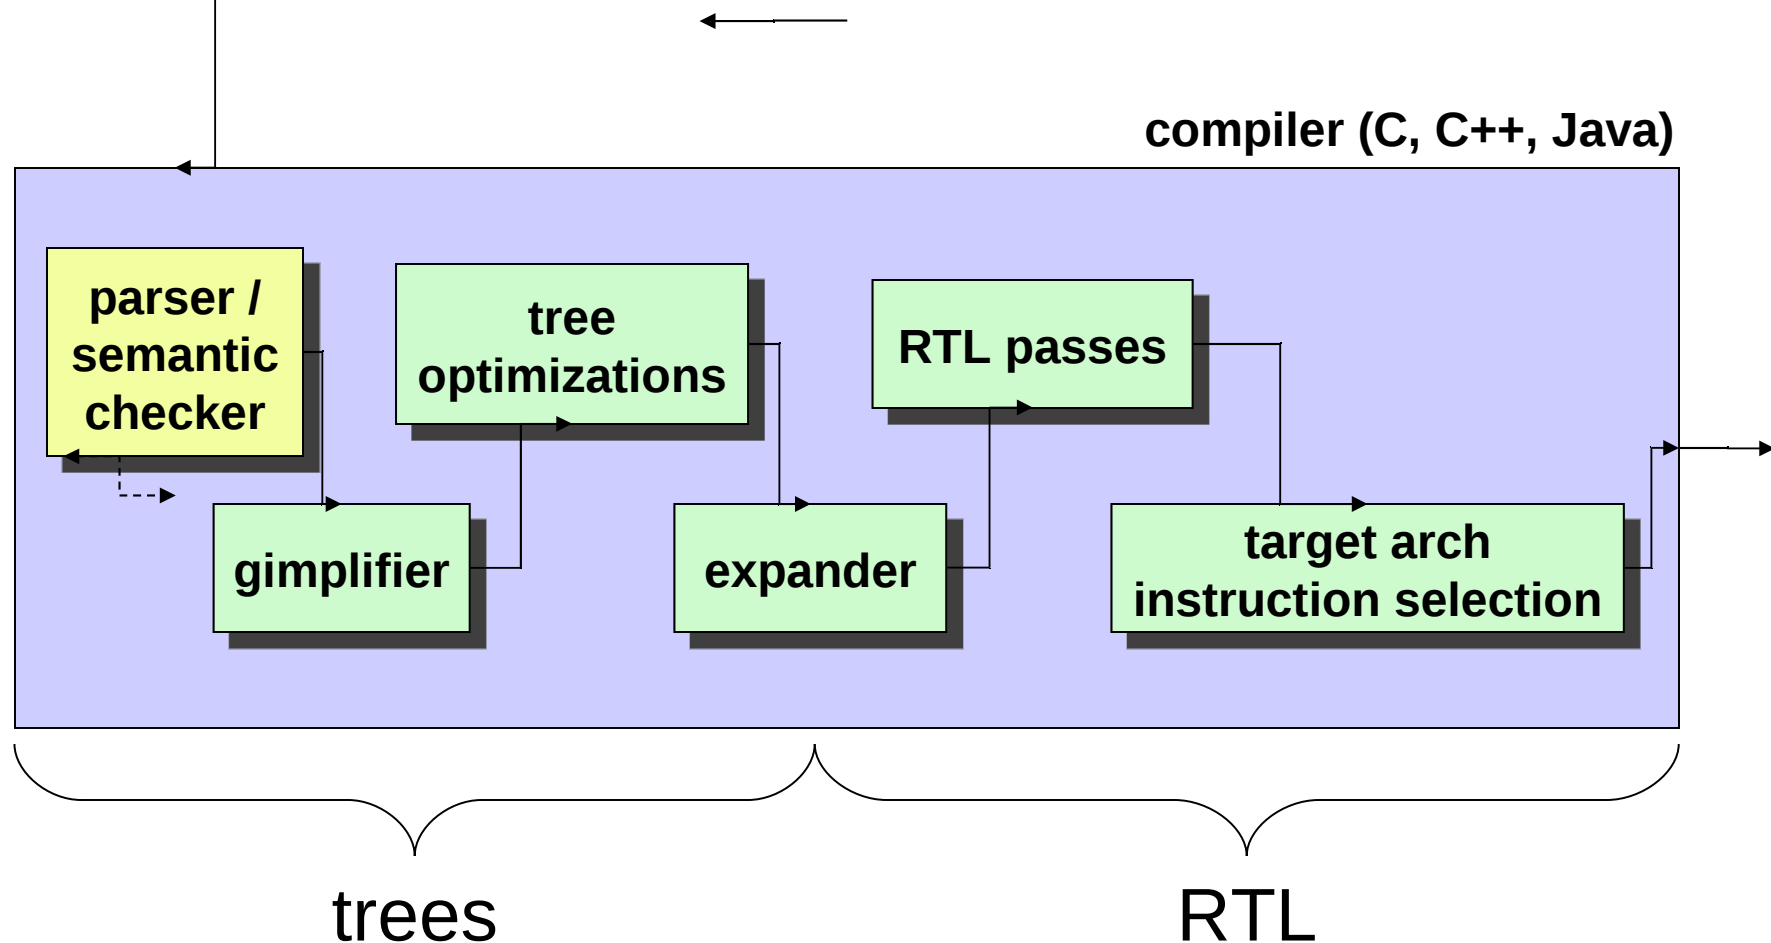 compiler (C, C++, Java)
parser /
semantic
checker
tree
optimizations
RTL passes
gimplifier
expander
target arch
instruction selection
trees
RTL